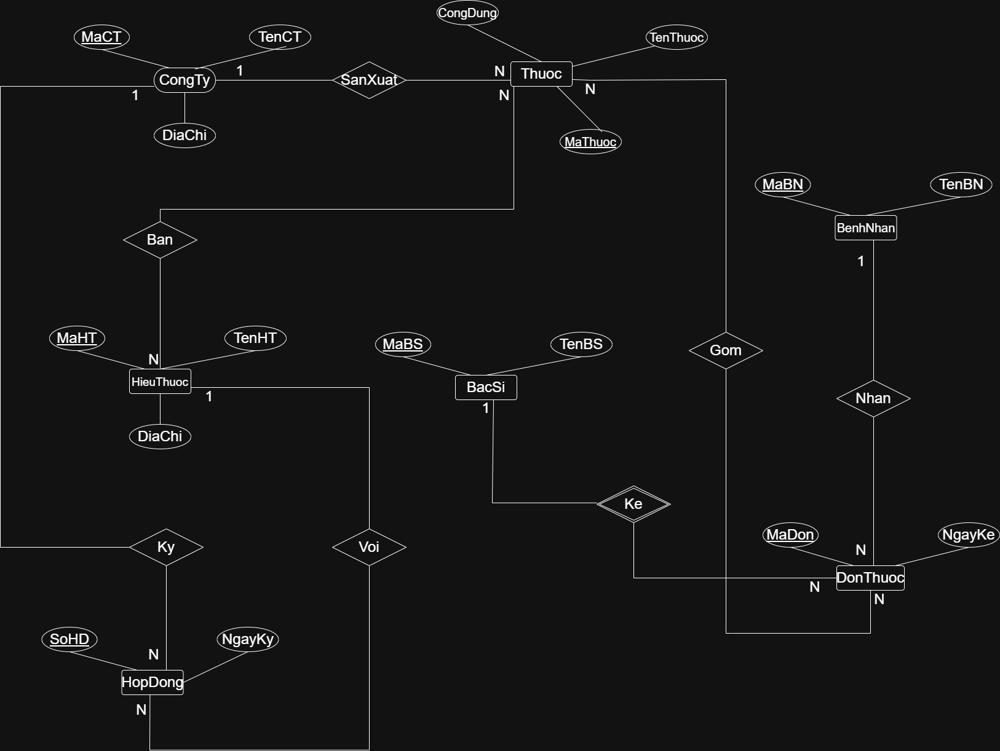 CongDung
MaCT
TenCT
TenThuoc
1
N
Thuoc
CongTy
SanXuat
1
N
N
DiaChi
MaThuoc
MaBN
TenBN
BenhNhan
Ban
1
MaHT
TenHT
MaBS
TenBS
Gom
N
HieuThuoc
BacSi
1
1
Nhan
DiaChi
Ke
MaDon
NgayKe
Ky
Voi
N
DonThuoc
N
N
SoHD
NgayKy
N
HopDong
N